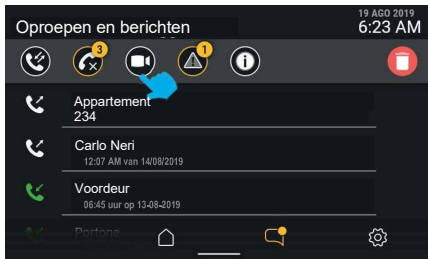 19 AGO 2019
Oproepen en berichten
6:23 AM
3
1
Appartement
234
Carlo Neri
12:07 AM van 14/08/2019
Voordeur
06:45 uur op 13-08-2019
Portone